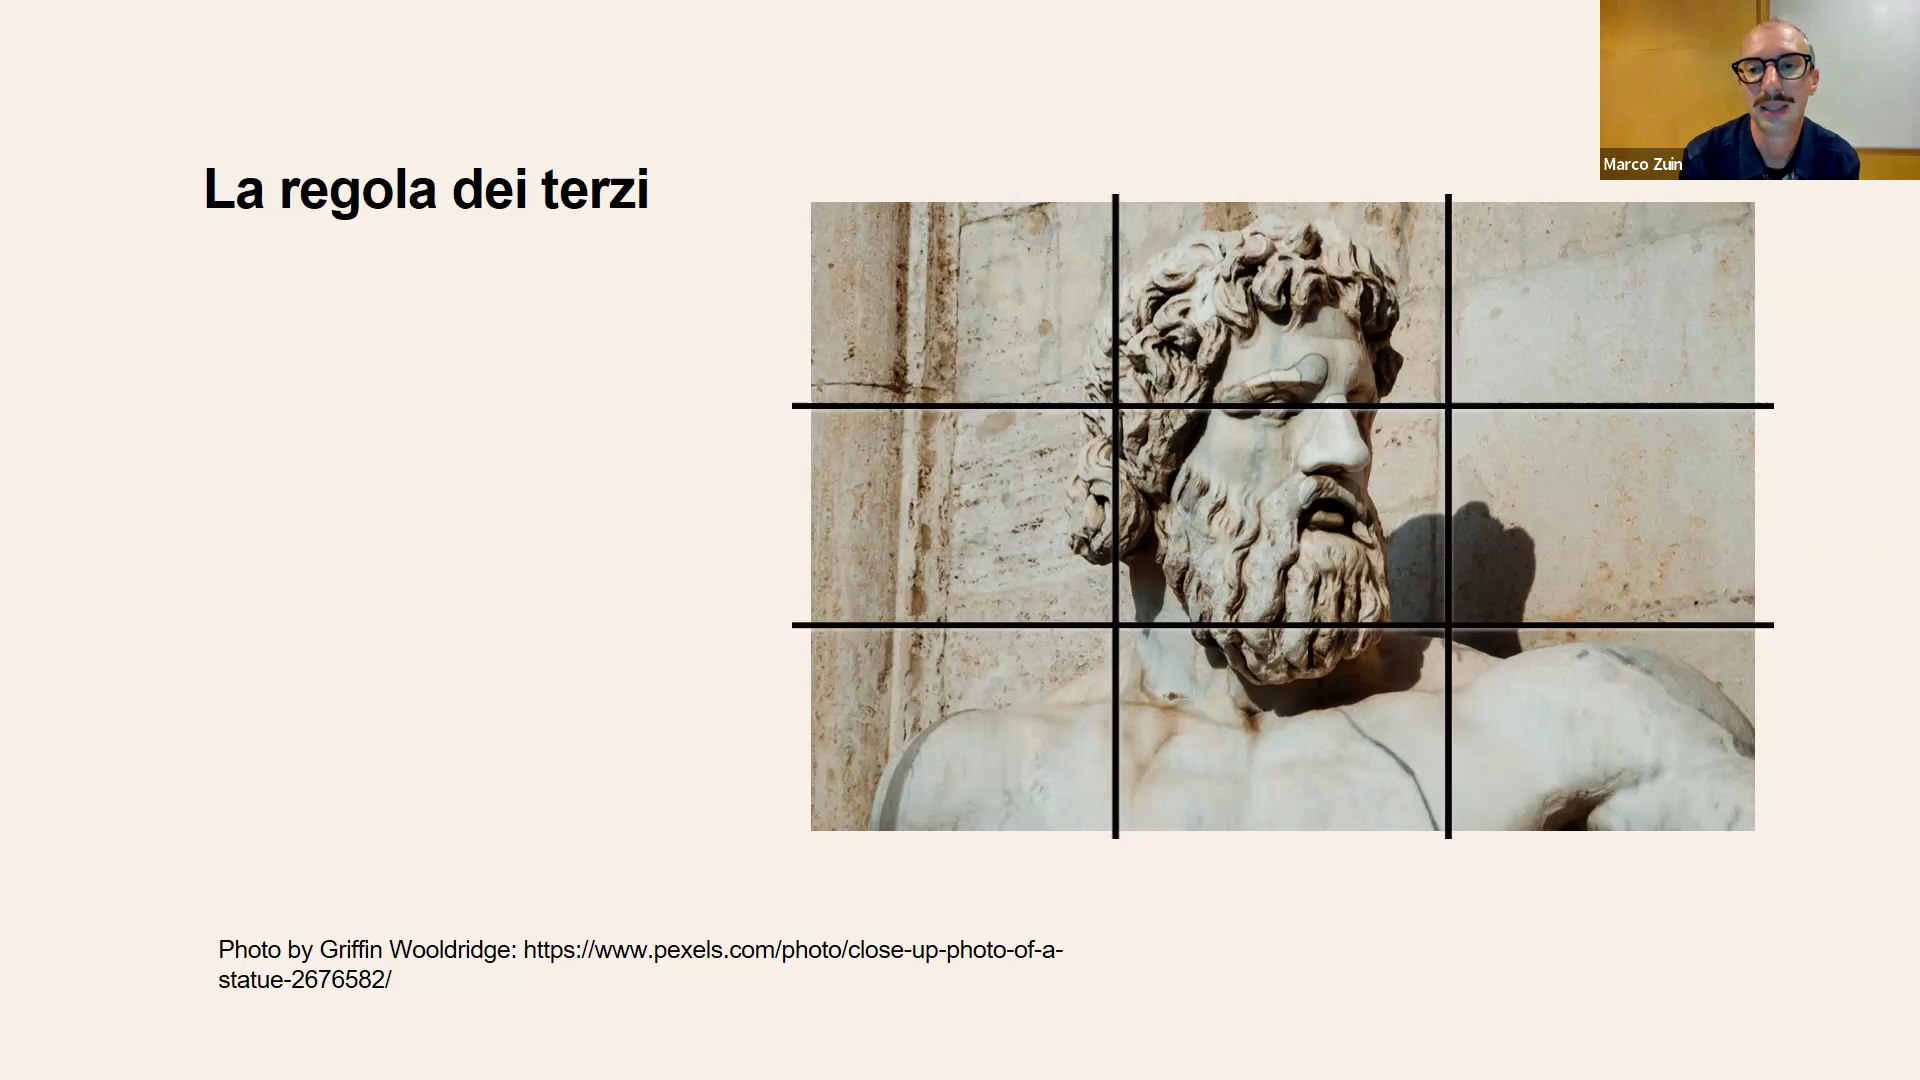 Marco Zuin
La regola dei terzi
Photo by Griffin Wooldridge: https://www.pexels.com/photo/close-up-photo-of-a-
statue-2676582/